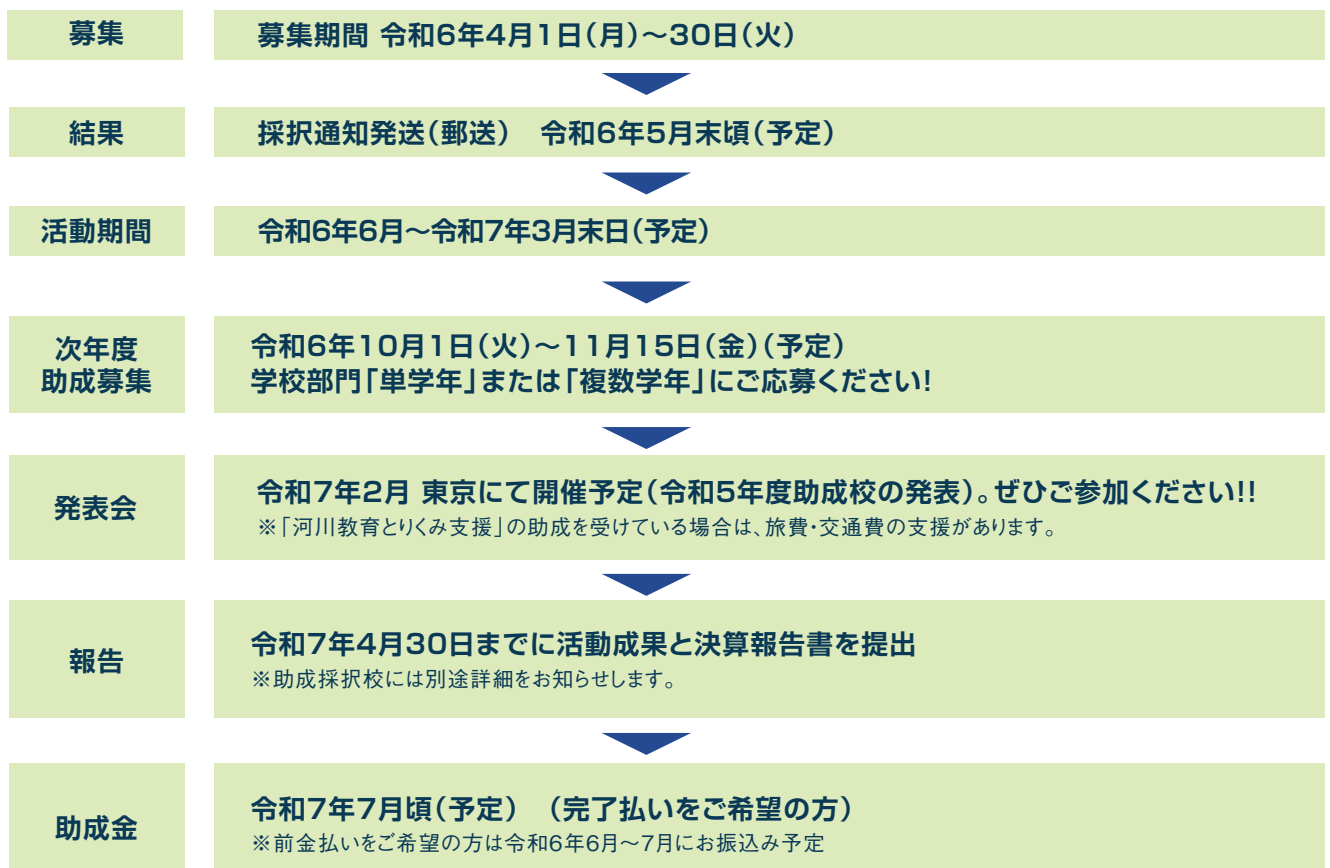 募集
募集期間 令和6年4月1日(月)～30日(火)
結果
採択通知発送(郵送)　令和6年5月末頃(予定)
活動期間
令和6年6月～令和7年3月末日(予定)
次年度
助成募集
令和6年10月1日(火)～11月15日(金)(予定)
学校部門「単学年」または「複数学年」にご応募ください!
発表会
令和7年2月 東京にて開催予定(令和5年度助成校の発表)。ぜひご参加ください!!
※「河川教育とりくみ支援」の助成を受けている場合は、旅費・交通費の支援があります。
報告
令和7年4月30日までに活動成果と決算報告書を提出
※助成採択校には別途詳細をお知らせします。
助成金
令和7年7月頃(予定)　(完了払いをご希望の方)
※前金払いをご希望の方は令和6年6月～7月にお振込み予定